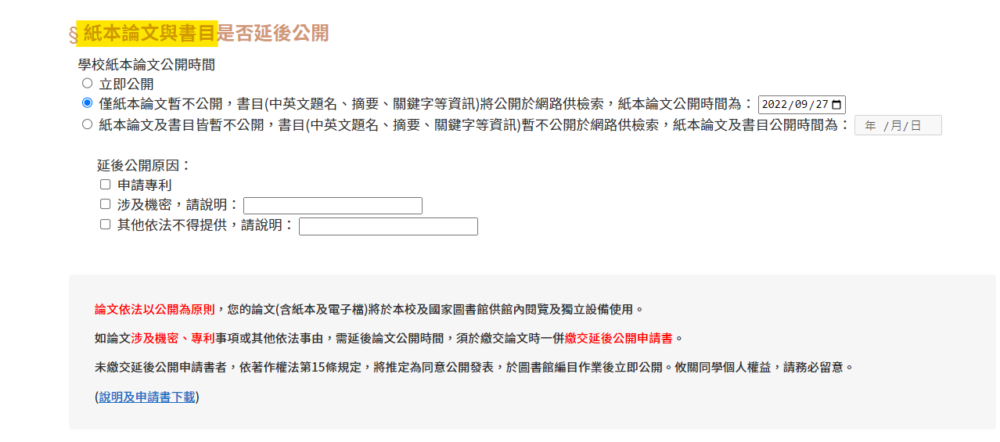 § 紙本論文與書目是否延後公開
學校紙本論文公開時間
立即公開
僅紙本論文暫不公開，書目(中英文題名、摘要、關鍵字等資訊)將公開於網路供檢索，紙本論文公開時間為： 2022/09/27
紙本論文及書目皆暫不公開，書目(中英文題名、摘要、關鍵字等資訊)暫不公開於網路供檢索，紙本論文及書目公開時間為： 年 /月/日
延後公開原因：
申請專利
涉及機密，請說明：
其他依法不得提供，請說明：
論文依法以公開為原則，您的論文(含紙本及電子檔)將於本校及國家圖書館供館內閱覽及獨立設備使用。
如論文涉及機密、專利事項或其他依法事由，需延後論文公開時間，須於繳交論文時一併繳交延後公開申請書。
未繳交延後公開申請書者，依著作權法第15條規定，將推定為同意公開發表，於圖書館編目作業後立即公開。攸關同學個人權益，請務必留意。
(說明及申請書下載)